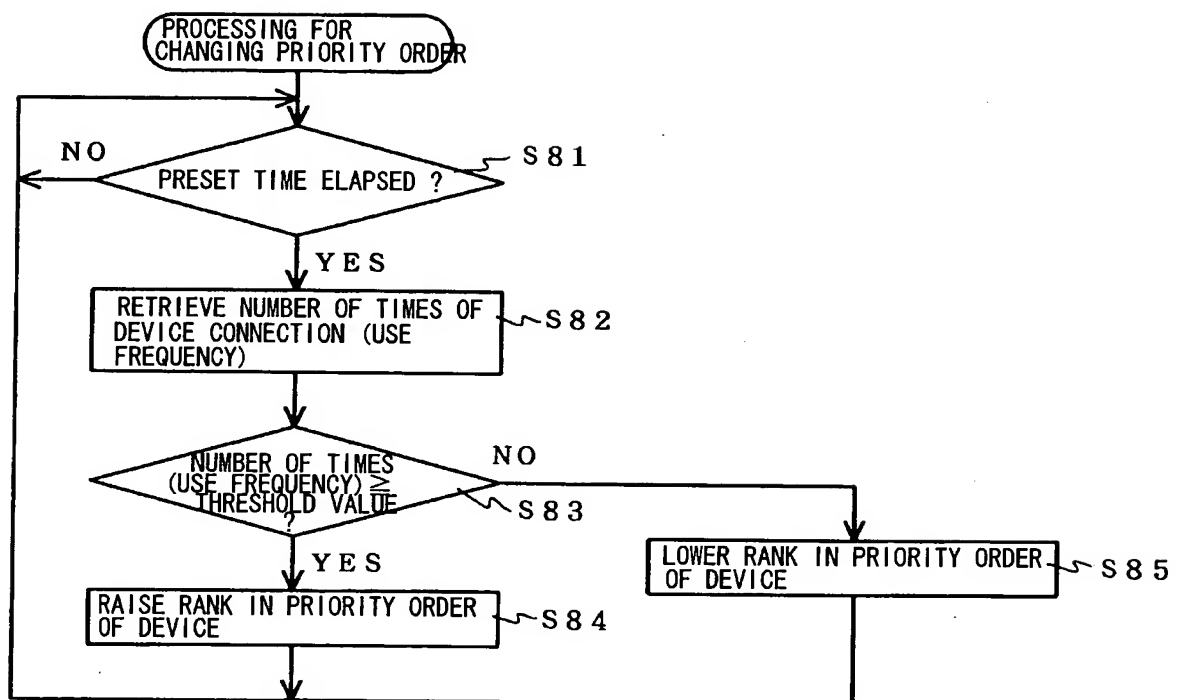 PROCESSING FOR
CHANGING PRIORITY ORDER
NO
S81
PRESET TIME ELAPSED ?
YES
RETRIEVE NUMBER OF TIMES OF
DEVICE CONNECTION (USE
FREQUENCY)
S82
NUMBER OF TIMES
(USE FREQUENCY) ≧
THRESHOLD VALUE
?
NO
S83
YES
LOWER RANK IN PRIORITY ORDER
OF DEVICE
S85
RAISE RANK IN PRIORITY ORDER
OF DEVICE
S84